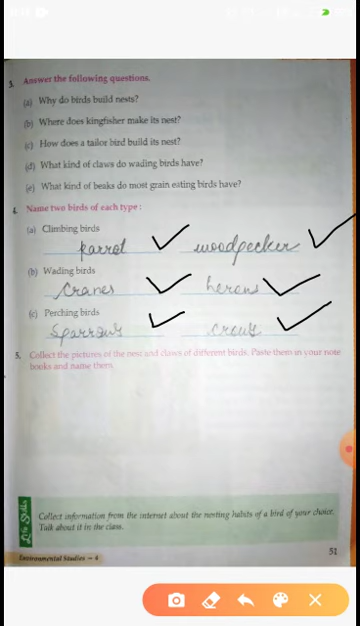 3. Answer the following questions.
(a) Why do birds build nests?
(b) Where does kingfisher make its nest?
(c) How does a tailor bird build its nest?
(d) What kind of claws do wading birds have?
(e) What kind of beaks do most grain eating birds have?
4. Name two birds of each type :
(a) Climbing birds
parrot woodpecker
(b) Wading birds
cranes herons
(c) Perching birds
Sparrows crows
5. Collect the pictures of the nest and claws of different birds. Paste them in your note
books and name them.
Life Skills
Collect information from the internet about the nesting habits of a bird of your choice.
Talk about it in the class.
51
Environmental Studies – 4